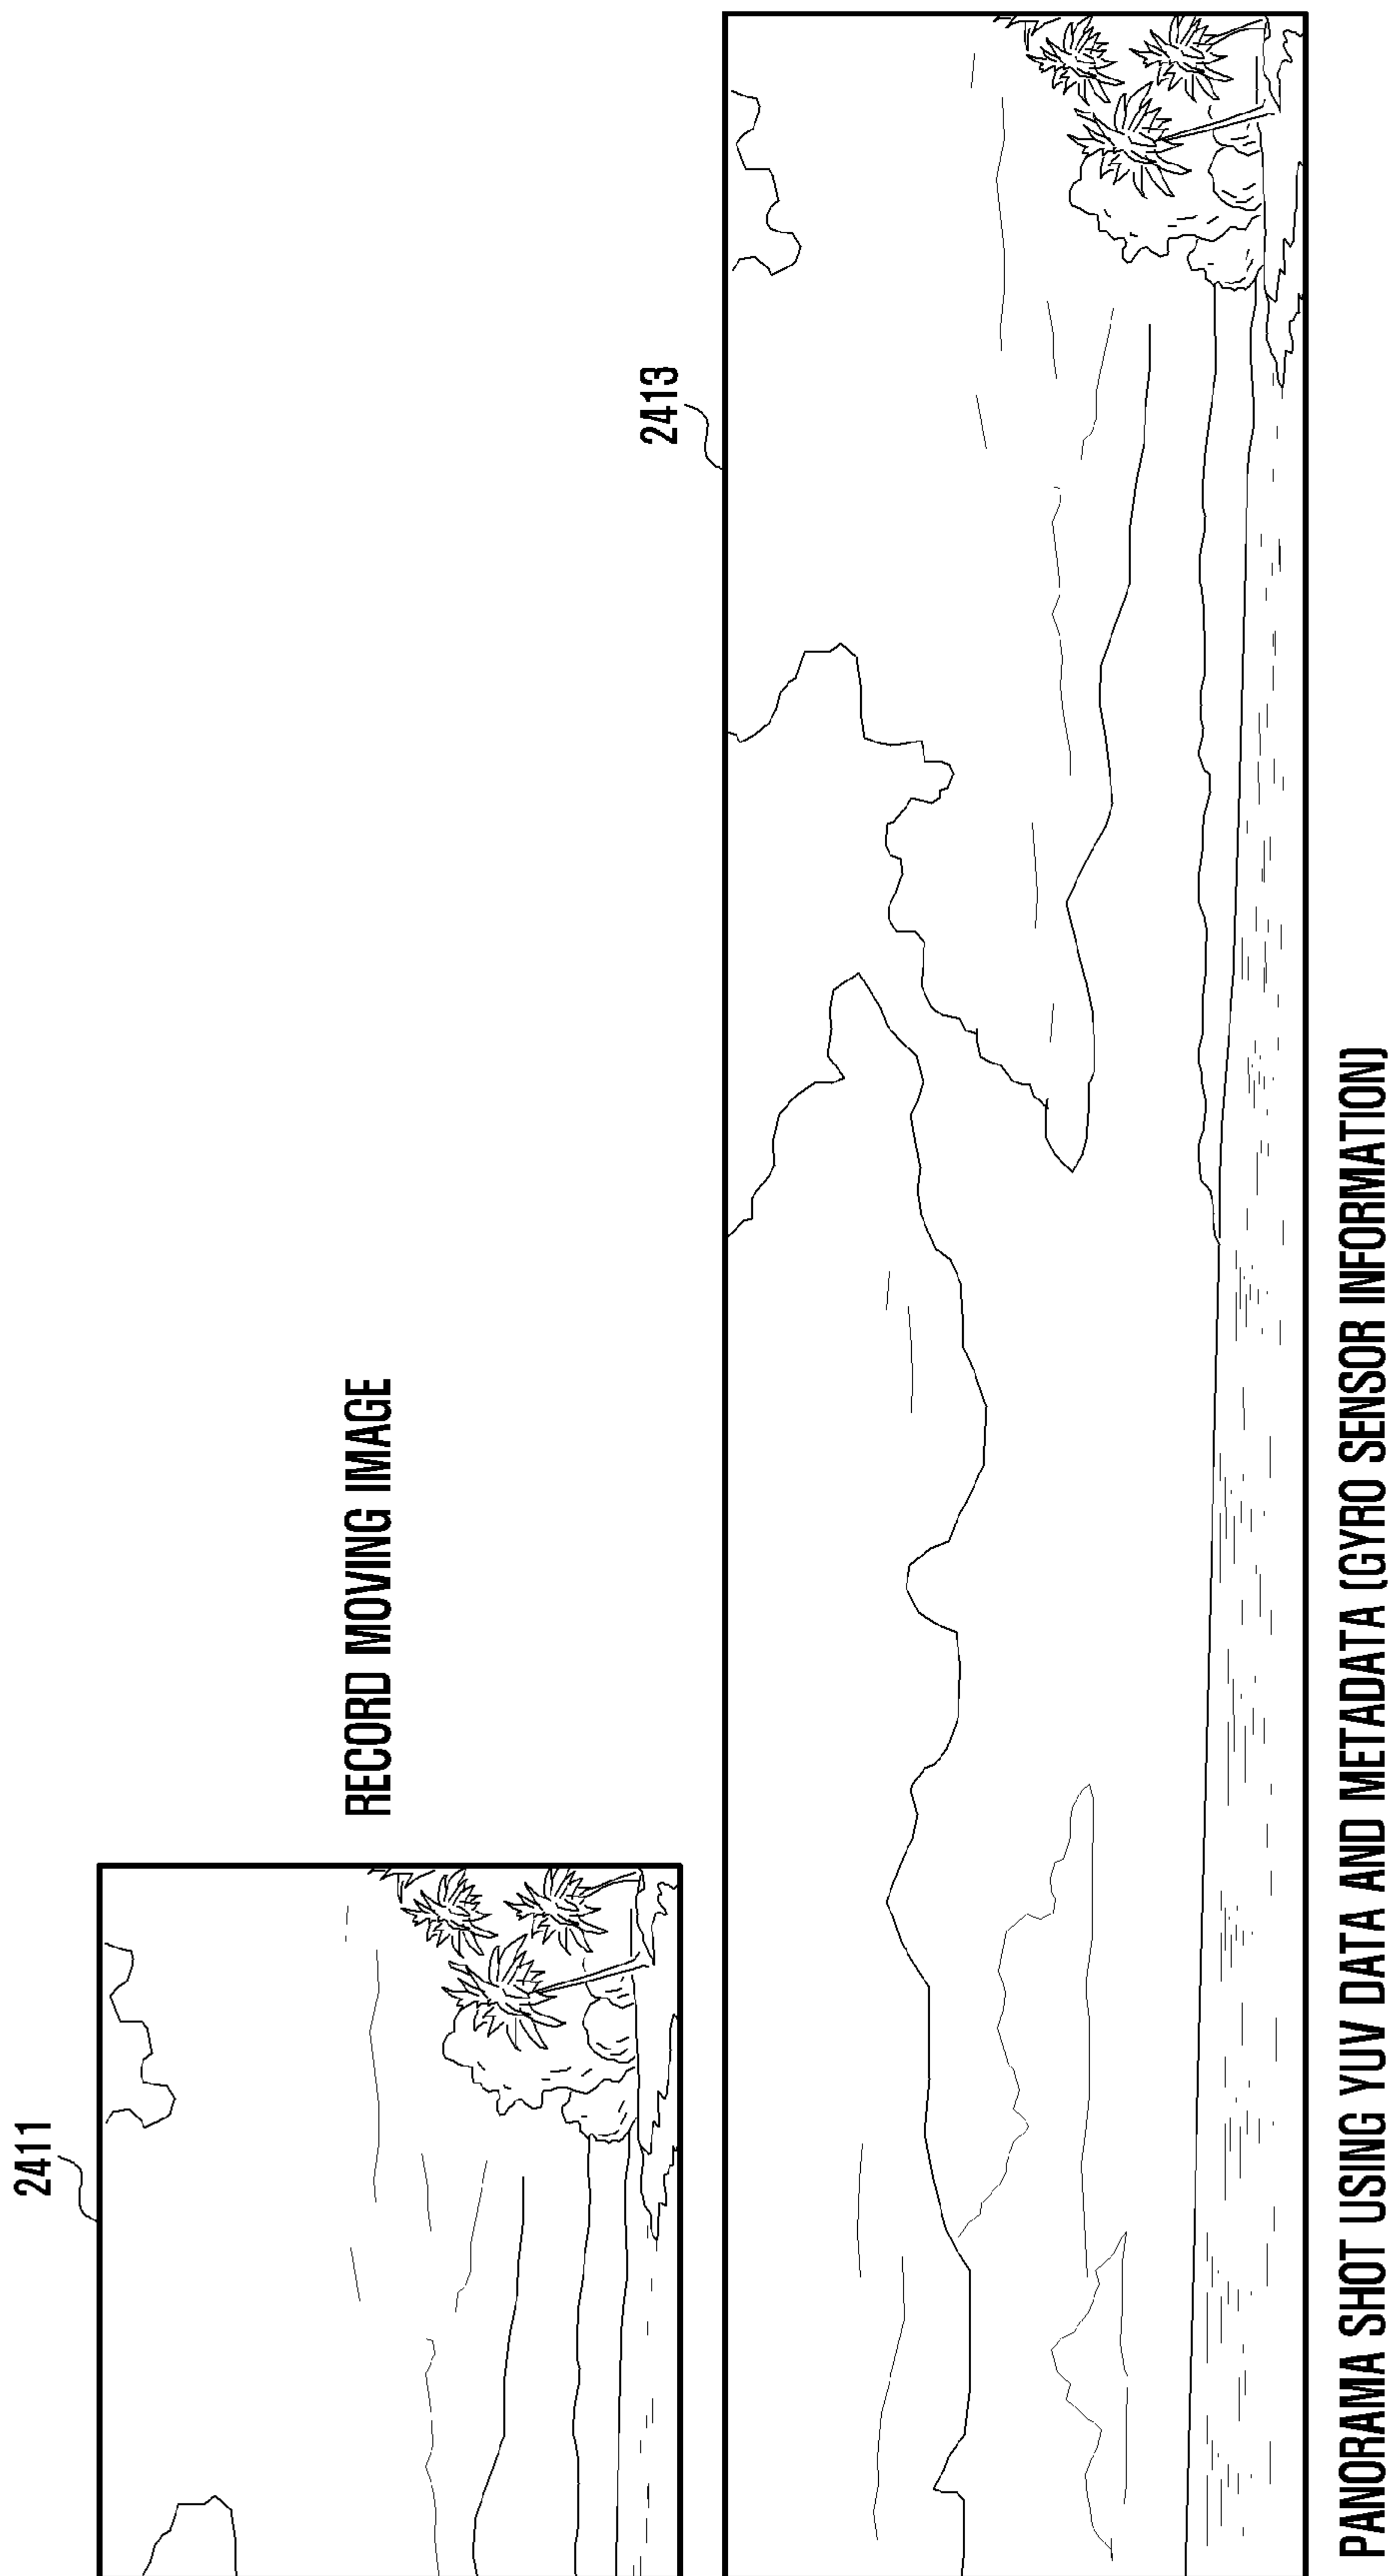 2411
RECORD MOVING IMAGE
2413
PANORAMA SHOT USING YUV DATA AND METADATA (GYRO SENSOR INFORMATION)